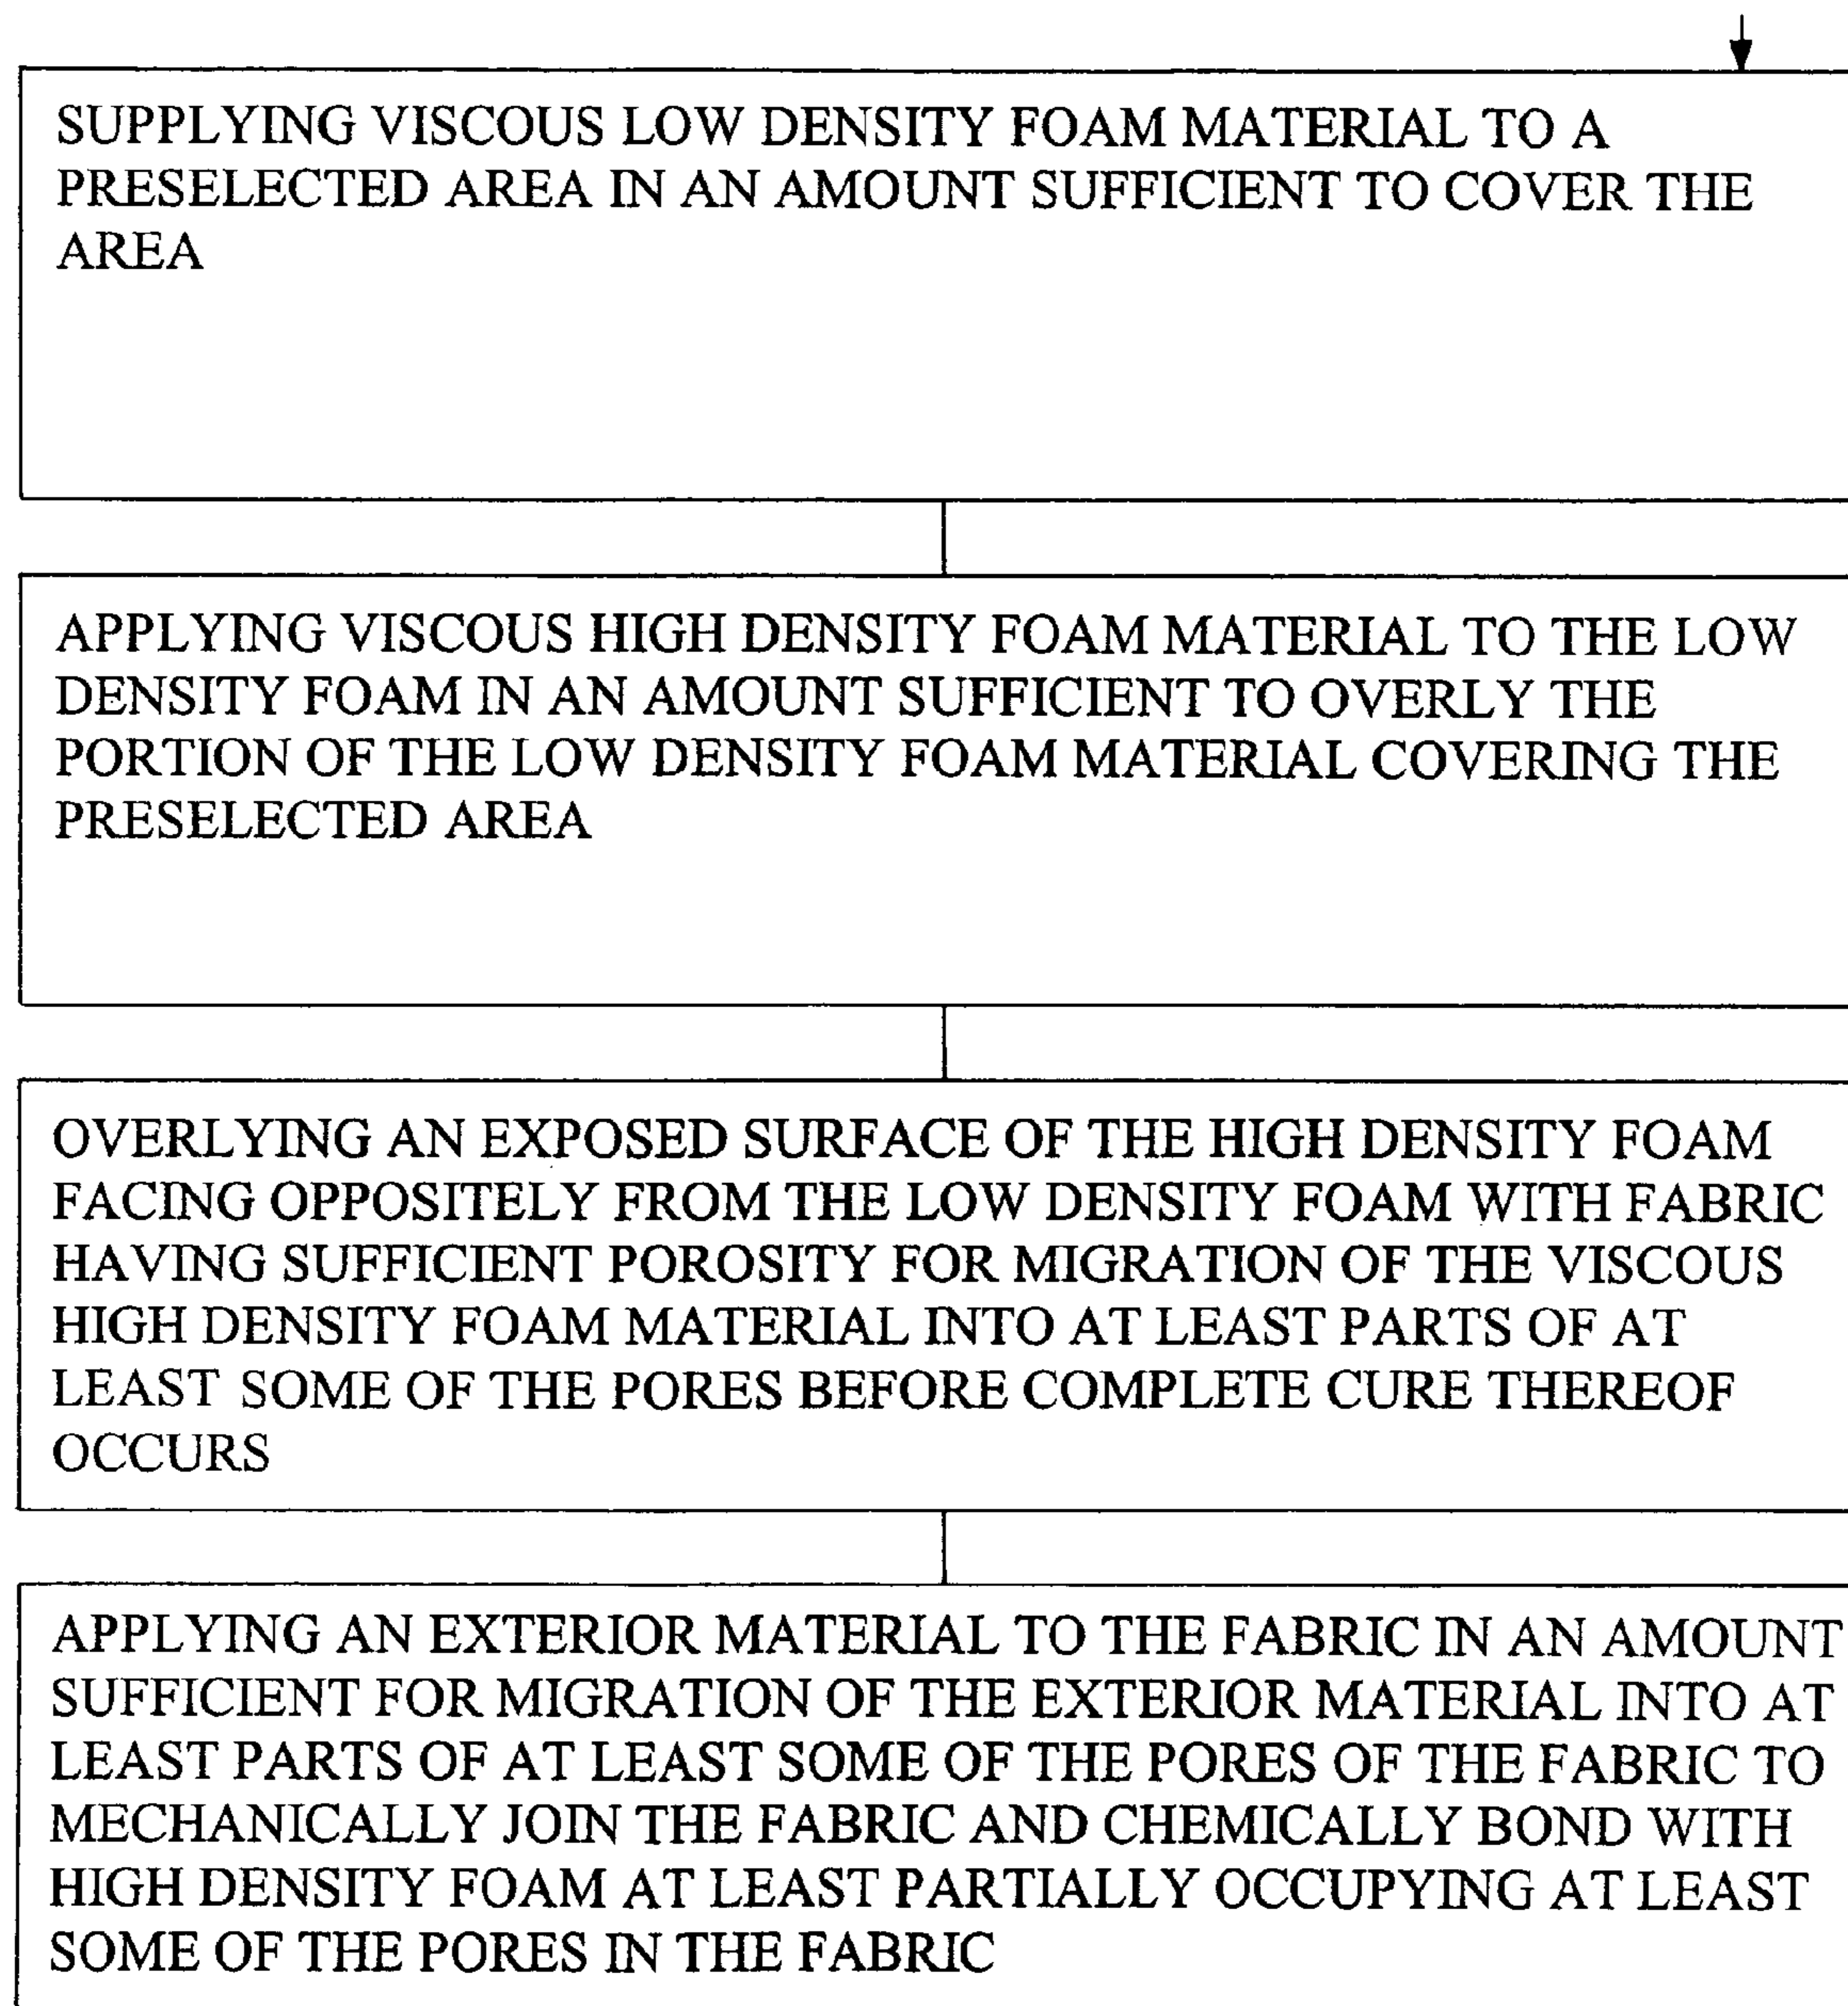 SUPPLYING VISCOUS LOW DENSITY FOAM MATERIAL TO A
PRESELECTED AREA IN AN AMOUNT SUFFICIENT TO COVER THE
AREA
APPLYING VISCOUS HIGH DENSITY FOAM MATERIAL TO THE LOW
DENSITY FOAM IN AN AMOUNT SUFFICIENT TO OVERLY THE
PORTION OF THE LOW DENSITY FOAM MATERIAL COVERING THE
PRESELECTED AREA
OVERLYING AN EXPOSED SURFACE OF THE HIGH DENSITY FOAM
FACING OPPOSITELY FROM THE LOW DENSITY FOAM WITH FABRIC
HAVING SUFFICIENT POROSITY FOR MIGRATION OF THE VISCOUS
HIGH DENSITY FOAM MATERIAL INTO AT LEAST PARTS OF AT
LEAST SOME OF THE PORES BEFORE COMPLETE CURE THEREOF
OCCURS
APPLYING AN EXTERIOR MATERIAL TO THE FABRIC IN AN AMOUNT
SUFFICIENT FOR MIGRATION OF THE EXTERIOR MATERIAL INTO AT
LEAST PARTS OF AT LEAST SOME OF THE PORES OF THE FABRIC TO
MECHANICALLY JOIN THE FABRIC AND CHEMICALLY BOND WITH
HIGH DENSITY FOAM AT LEAST PARTIALLY OCCUPYING AT LEAST
SOME OF THE PORES IN THE FABRIC